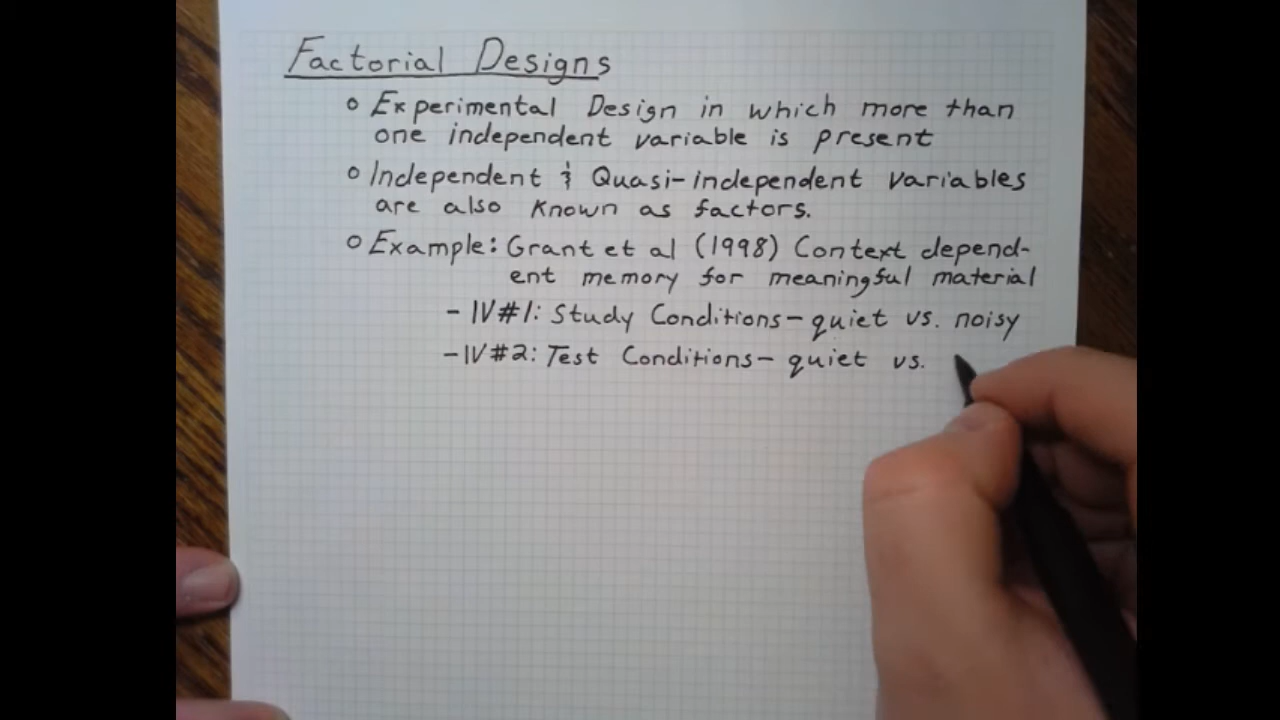 Factorial Designs
o Experimental Design in which more than
one independent variable is present
o Independent & Quasi-independent variables
are also known as factors.
o Example: Grant et al (1998) Context depend-
ent memory for meaningful material
- IV#1: Study Conditions- quiet vs. noisy
- IV#2: Test Conditions- quiet vs.